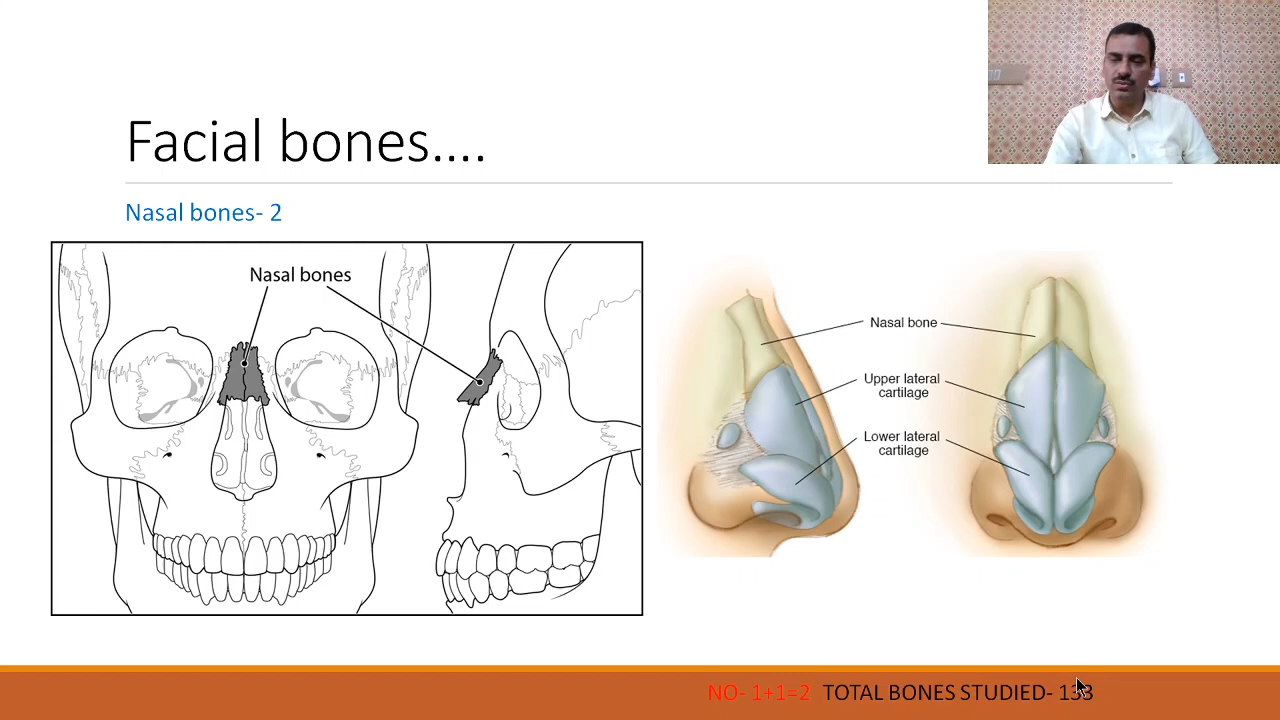 Facial bones....
Nasal bones- 2
Nasal bones
Nasal bone
Upper lateral
cartilage
Lower lateral
cartilage
NO- 1+1=2 TOTAL BONES STUDIED- 133